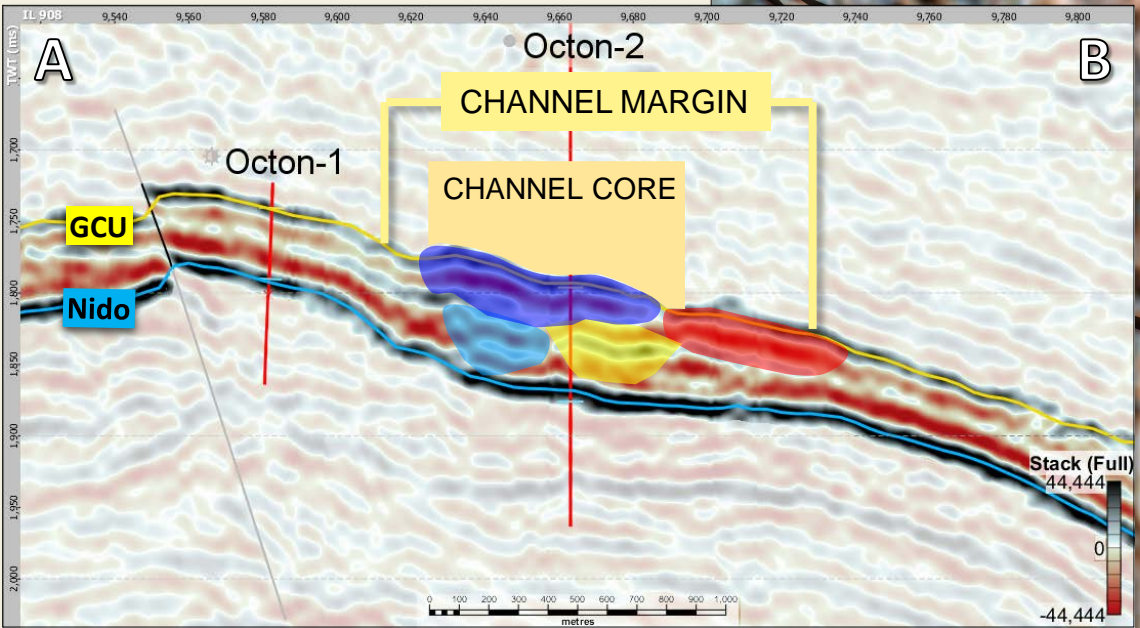 IL 908
9,540 9,560 9,580 9,600 9,620 9,640 9,660 9,680 9,700 9,720 9,740 9,760 9,780 9,800
TWT (ms)
A
Octon-2
B
CHANNEL MARGIN
1,700
Octon-1
CHANNEL CORE
1,750
GCU
1,800
Nido
1,850
1,900
Stack (Full)
44,444
1,950
0
2,000
0 100 200 300 400 500 600 700 800 900 1,000
-44,444
metres